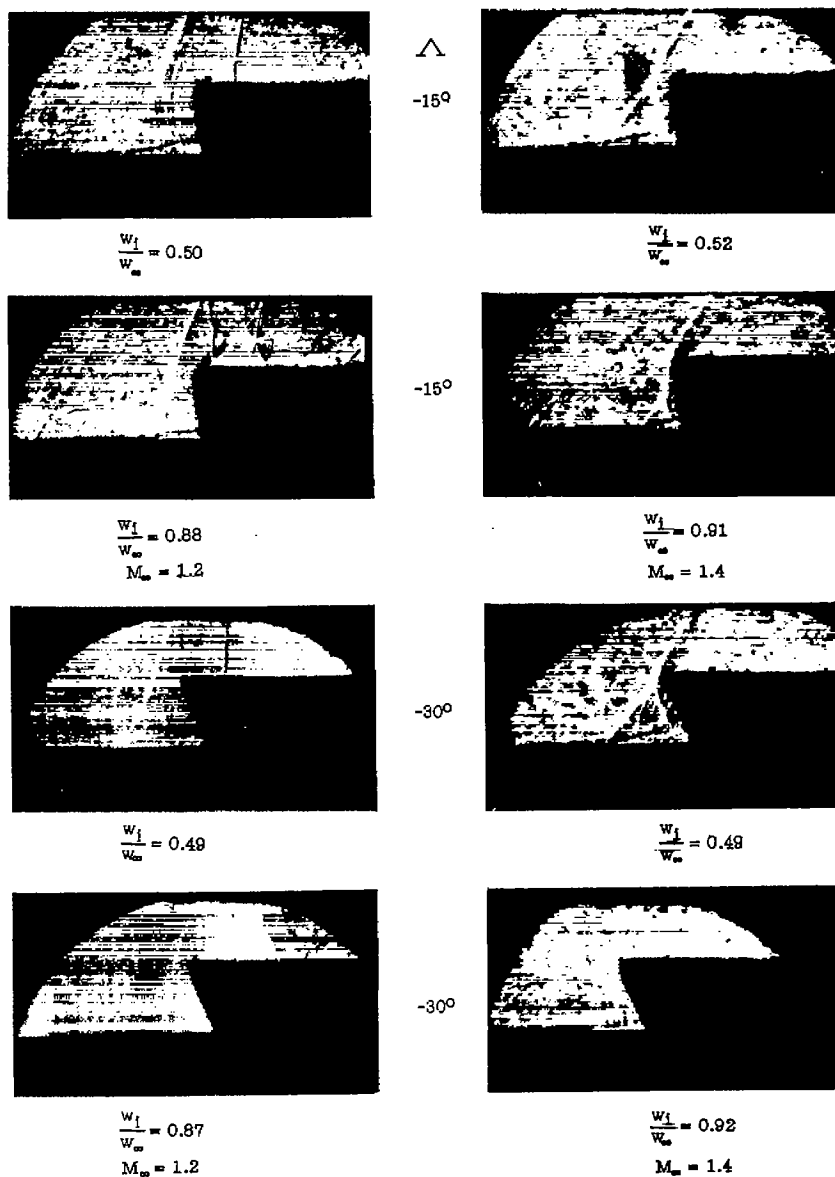 Λ
-15°
W_i/W_∞ = 0.50
W_i/W_∞ = 0.52
-15°
W_i/W_∞ = 0.88
M_∞ = 1.2
W_i/W_∞ = 0.91
M_∞ = 1.4
-30°
W_i/W_∞ = 0.49
W_i/W_∞ = 0.49
-30°
W_i/W_∞ = 0.87
M_∞ = 1.2
W_i/W_∞ = 0.92
M_∞ = 1.4